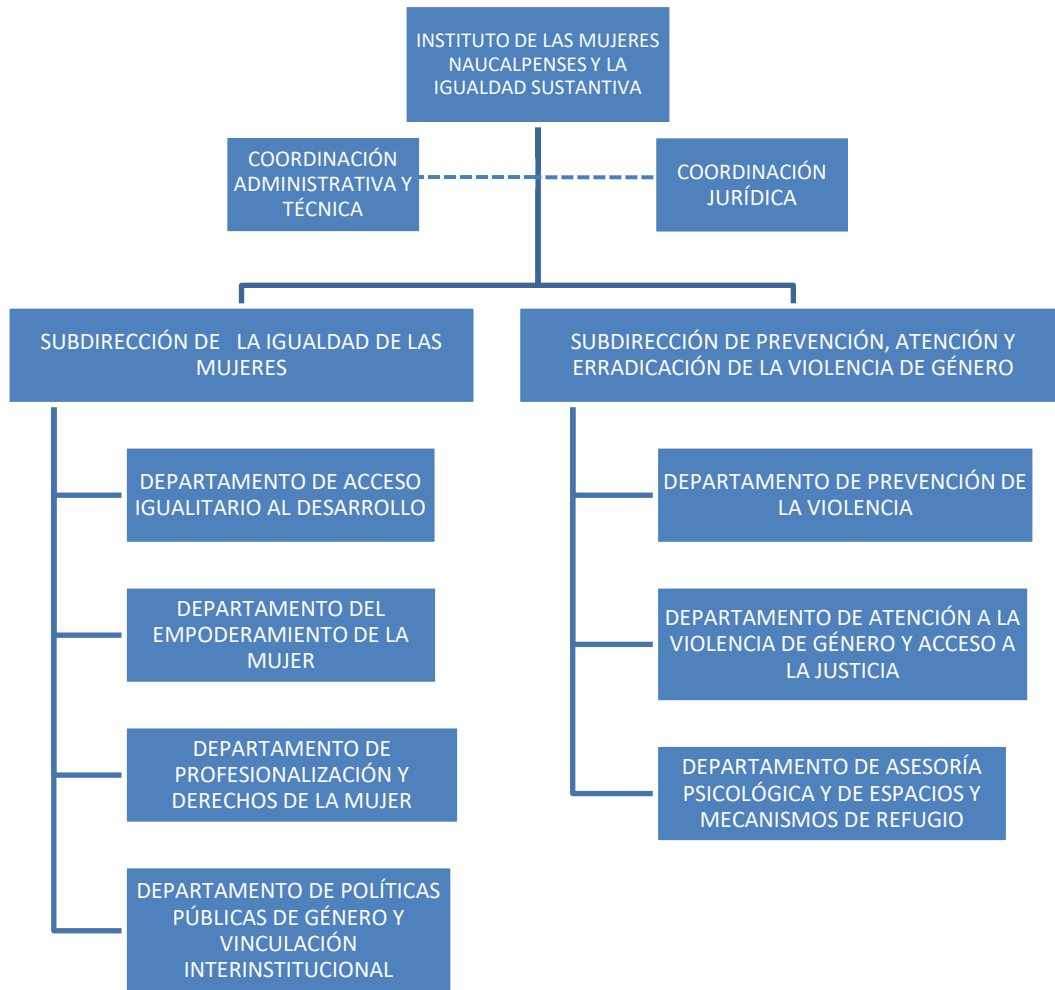 INSTITUTO DE LAS MUJERES
NAUCALPENSES Y LA
IGUALDAD SUSTANTIVA
COORDINACIÓN
ADMINISTRATIVA Y
TÉCNICA
COORDINACIÓN
JURÍDICA
SUBDIRECCIÓN DE LA IGUALDAD DE LAS
MUJERES
DEPARTAMENTO DE ACCESO
IGUALITARIO AL DESARROLLO
DEPARTAMENTO DEL
EMPODERAMIENTO DE LA
MUJER
DEPARTAMENTO DE
PROFESIONALIZACIÓN Y
DERECHOS DE LA MUJER
DEPARTAMENTO DE POLÍTICAS
PÚBLICAS DE GÉNERO Y
VINCULACIÓN
INTERINSTITUCIONAL
SUBDIRECCIÓN DE PREVENCIÓN, ATENCIÓN Y
ERRADICACIÓN DE LA VIOLENCIA DE GÉNERO
DEPARTAMENTO DE PREVENCIÓN DE
LA VIOLENCIA
DEPARTAMENTO DE ATENCIÓN A LA
VIOLENCIA DE GÉNERO Y ACCESO A
LA JUSTICIA
DEPARTAMENTO DE ASESORÍA
PSICOLÓGICA Y DE ESPACIOS Y
MECANISMOS DE REFUGIO